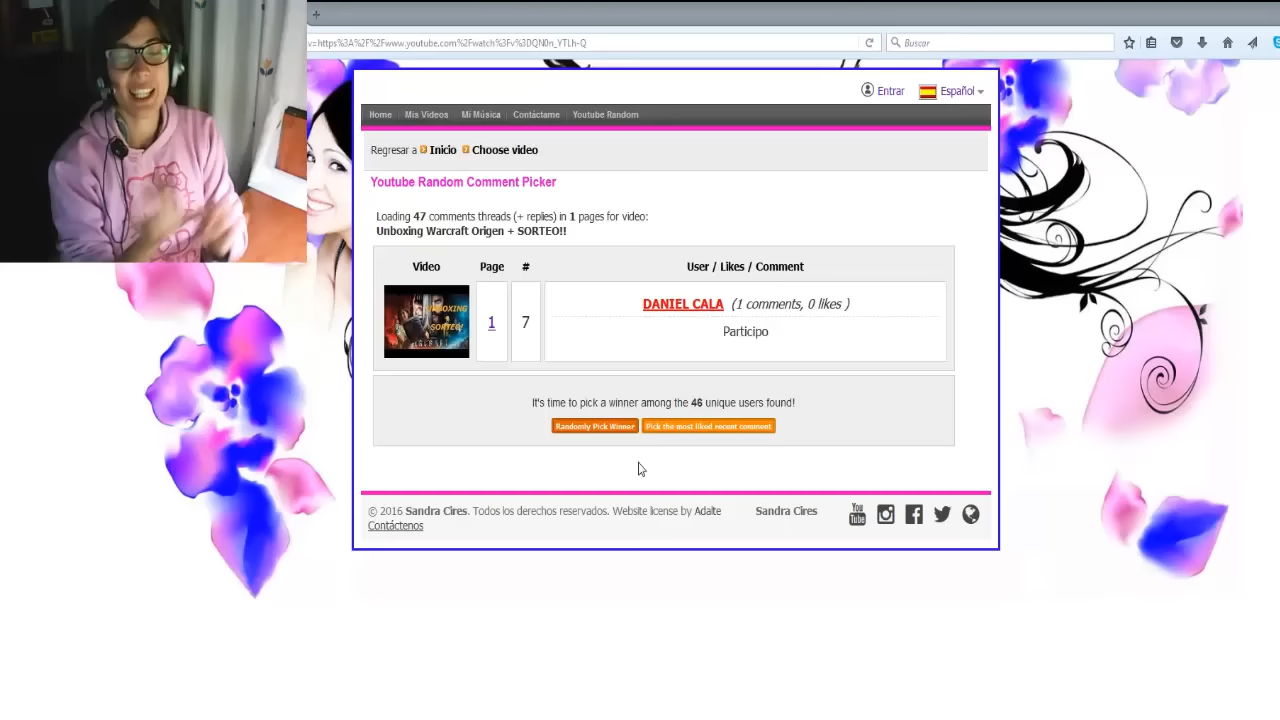 v=https%3A%2F%2Fwww.youtube.com%2Fwatch%3Fv%3DQN0n_YTLh-Q
Buscar
Entrar Español
Home Mis Videos Mi Música Contáctame Youtube Random
Regresar a Inicio Choose video
Youtube Random Comment Picker
Loading 47 comments threads (+ replies) in 1 pages for video:
Unboxing Warcraft Origen + SORTEO!!
Video Page # User / Likes / Comment
UNBOXING
SORTEO!
1 7 DANIEL CALA (1 comments, 0 likes )
Participo
It's time to pick a winner among the 46 unique users found!
Randomly Pick Winner Pick the most liked recent comment
© 2016 Sandra Cires. Todos los derechos reservados. Website license by Adalte Sandra Cires You Tube
Contáctenos